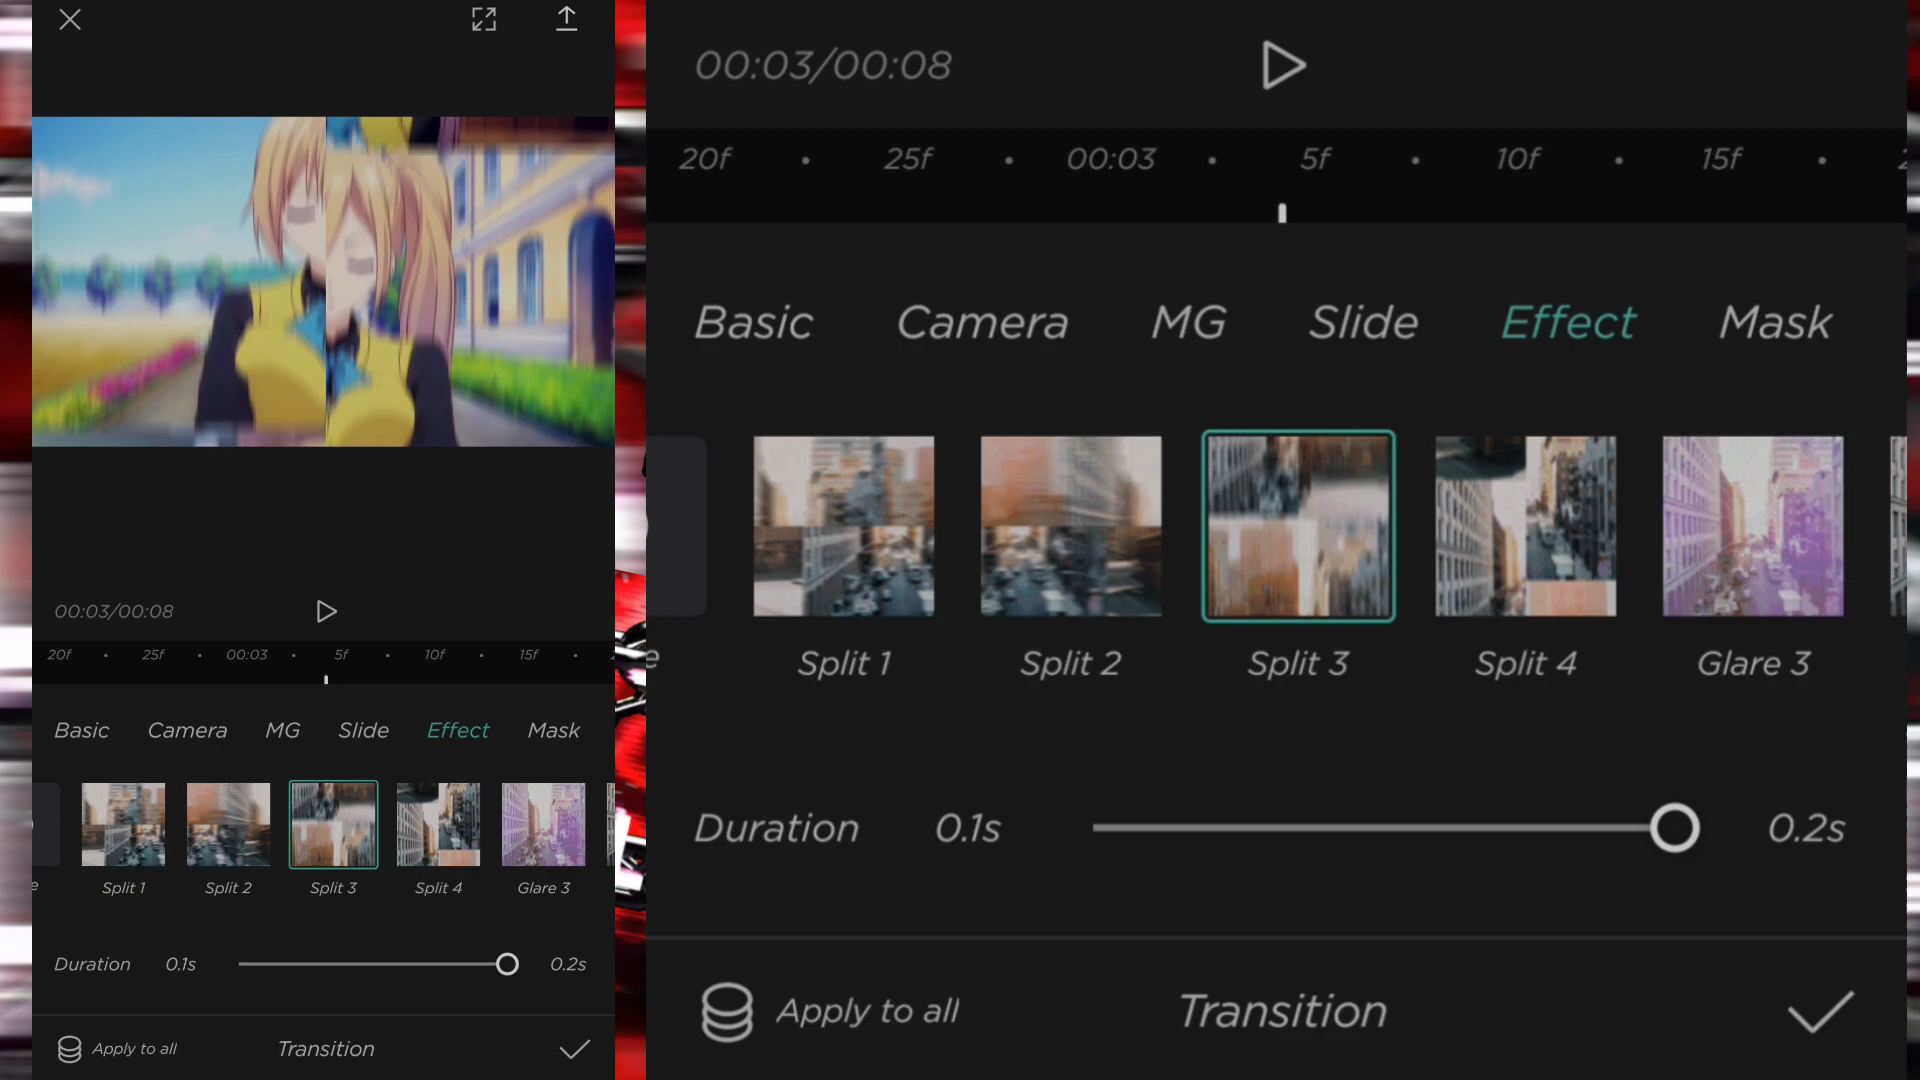 00:03/00:08
20f • 25f • 00:03 • 5f • 10f • 15f •
Basic Camera MG Slide Effect Mask
Split 1 Split 2 Split 3 Split 4 Glare 3
Duration 0.1s 0.2s
Apply to all Transition
00:03/00:08
20f • 25f • 00:03 • 5f • 10f • 15f •
Basic Camera MG Slide Effect Mask
Split 1 Split 2 Split 3 Split 4 Glare 3
Duration 0.1s 0.2s
Apply to all Transition